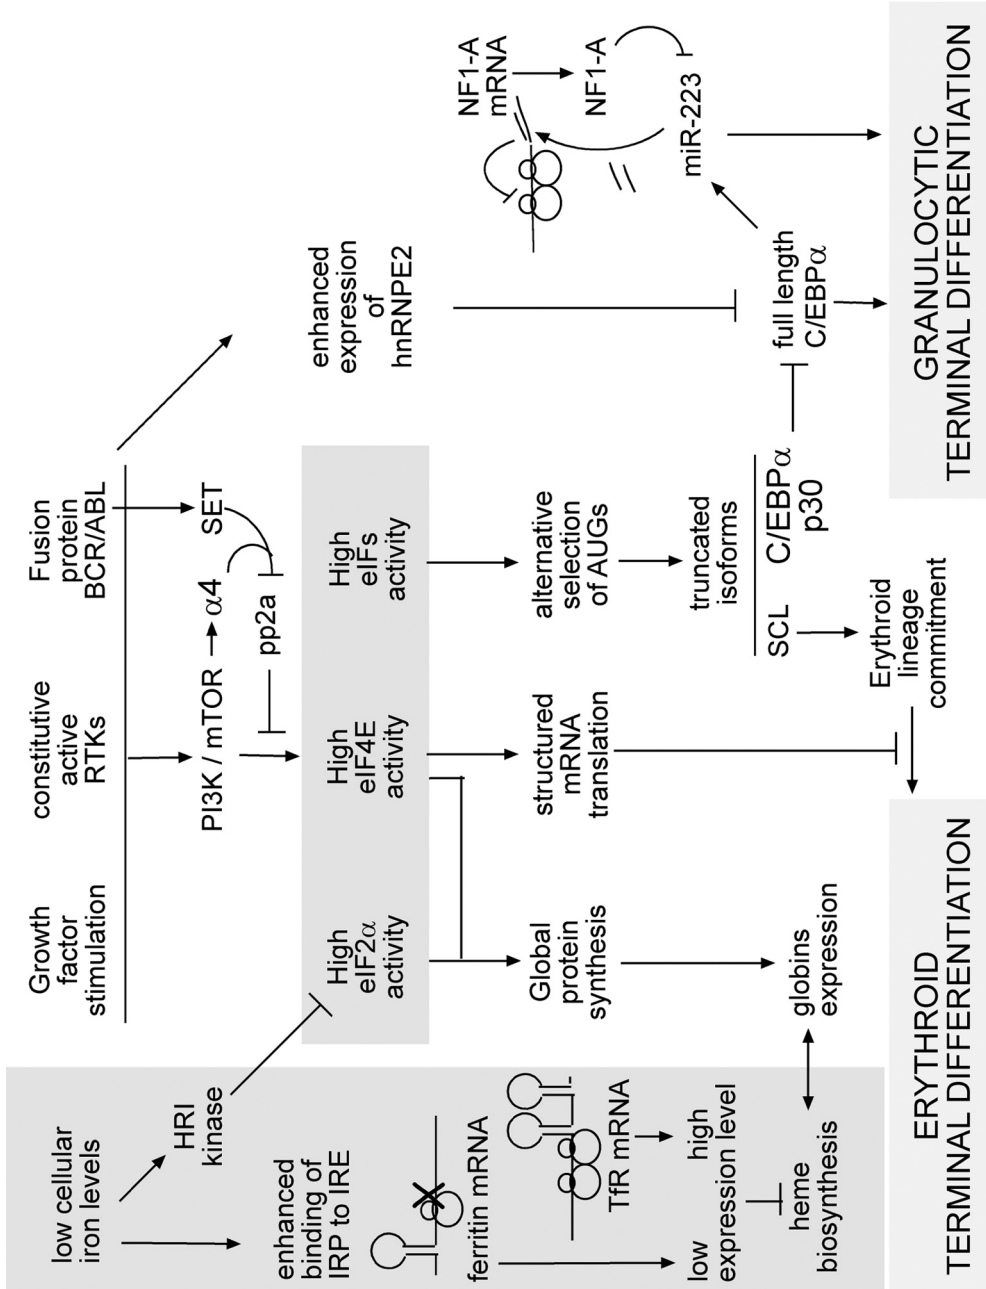 low cellular
iron levels
HRI
kinase
enhanced
binding of
IRP to IRE
ferritin mRNA
TfR mRNA
low
high
expression level
heme
biosynthesis
Growth
factor
stimulation
constitutive
active
RTKs
Fusion
protein
BCR/ABL
PI3K / mTOR
α4
SET
pp2a
High
eIF2α
activity
High
eIF4E
activity
High
eIFs
activity
Global
protein
synthesis
structured
mRNA
translation
alternative
selection
of AUGs
globins
expression
truncated
isoforms
SCL
C/EBPα
p30
Erythroid
lineage
commitment
enhanced
expression
of
hnRNPE2
full length
C/EBPα
NF1-A
mRNA
NF1-A
miR-223
ERYTHROID
TERMINAL DIFFERENTIATION
GRANULOCYTIC
TERMINAL DIFFERENTIATION